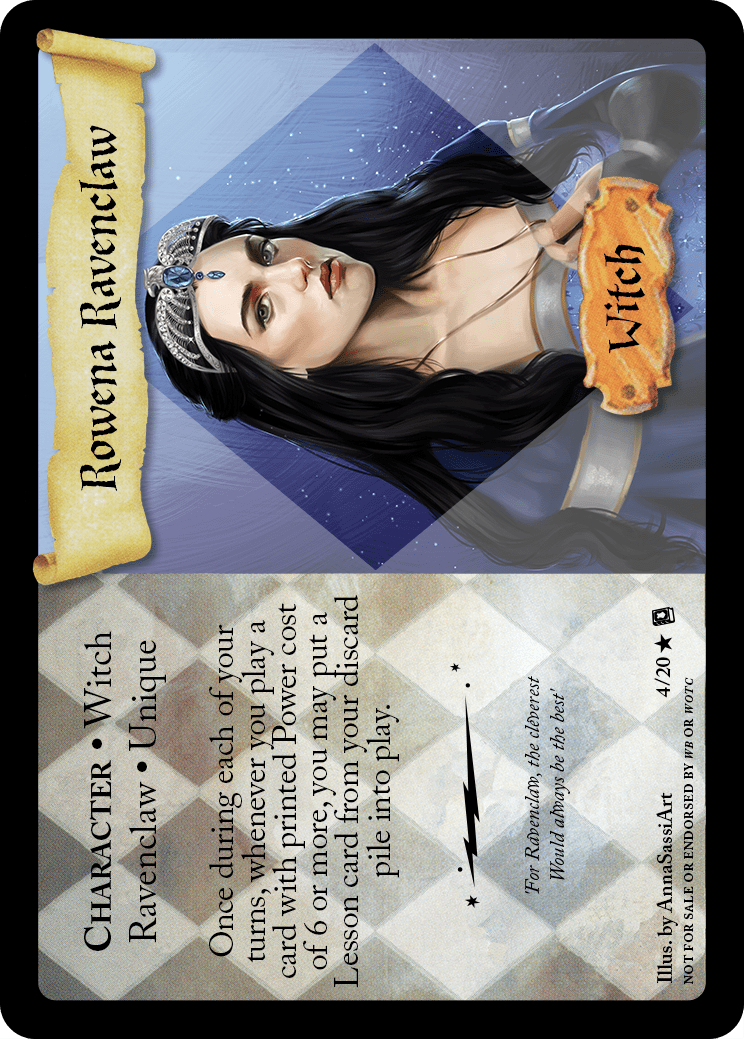 Rowena Ravenclaw
Witch
CHARACTER • Witch
Ravenclaw • Unique
Once during each of your
turns, whenever you play a
card with printed Power cost
of 6 or more, you may put a
Lesson card from your discard
pile into play.
'For Ravenclaw, the cleverest
Would always be the best'
Illus. by AnnaSassiArt
4/20 ★
NOT FOR SALE OR ENDORSED BY WB OR WOTC